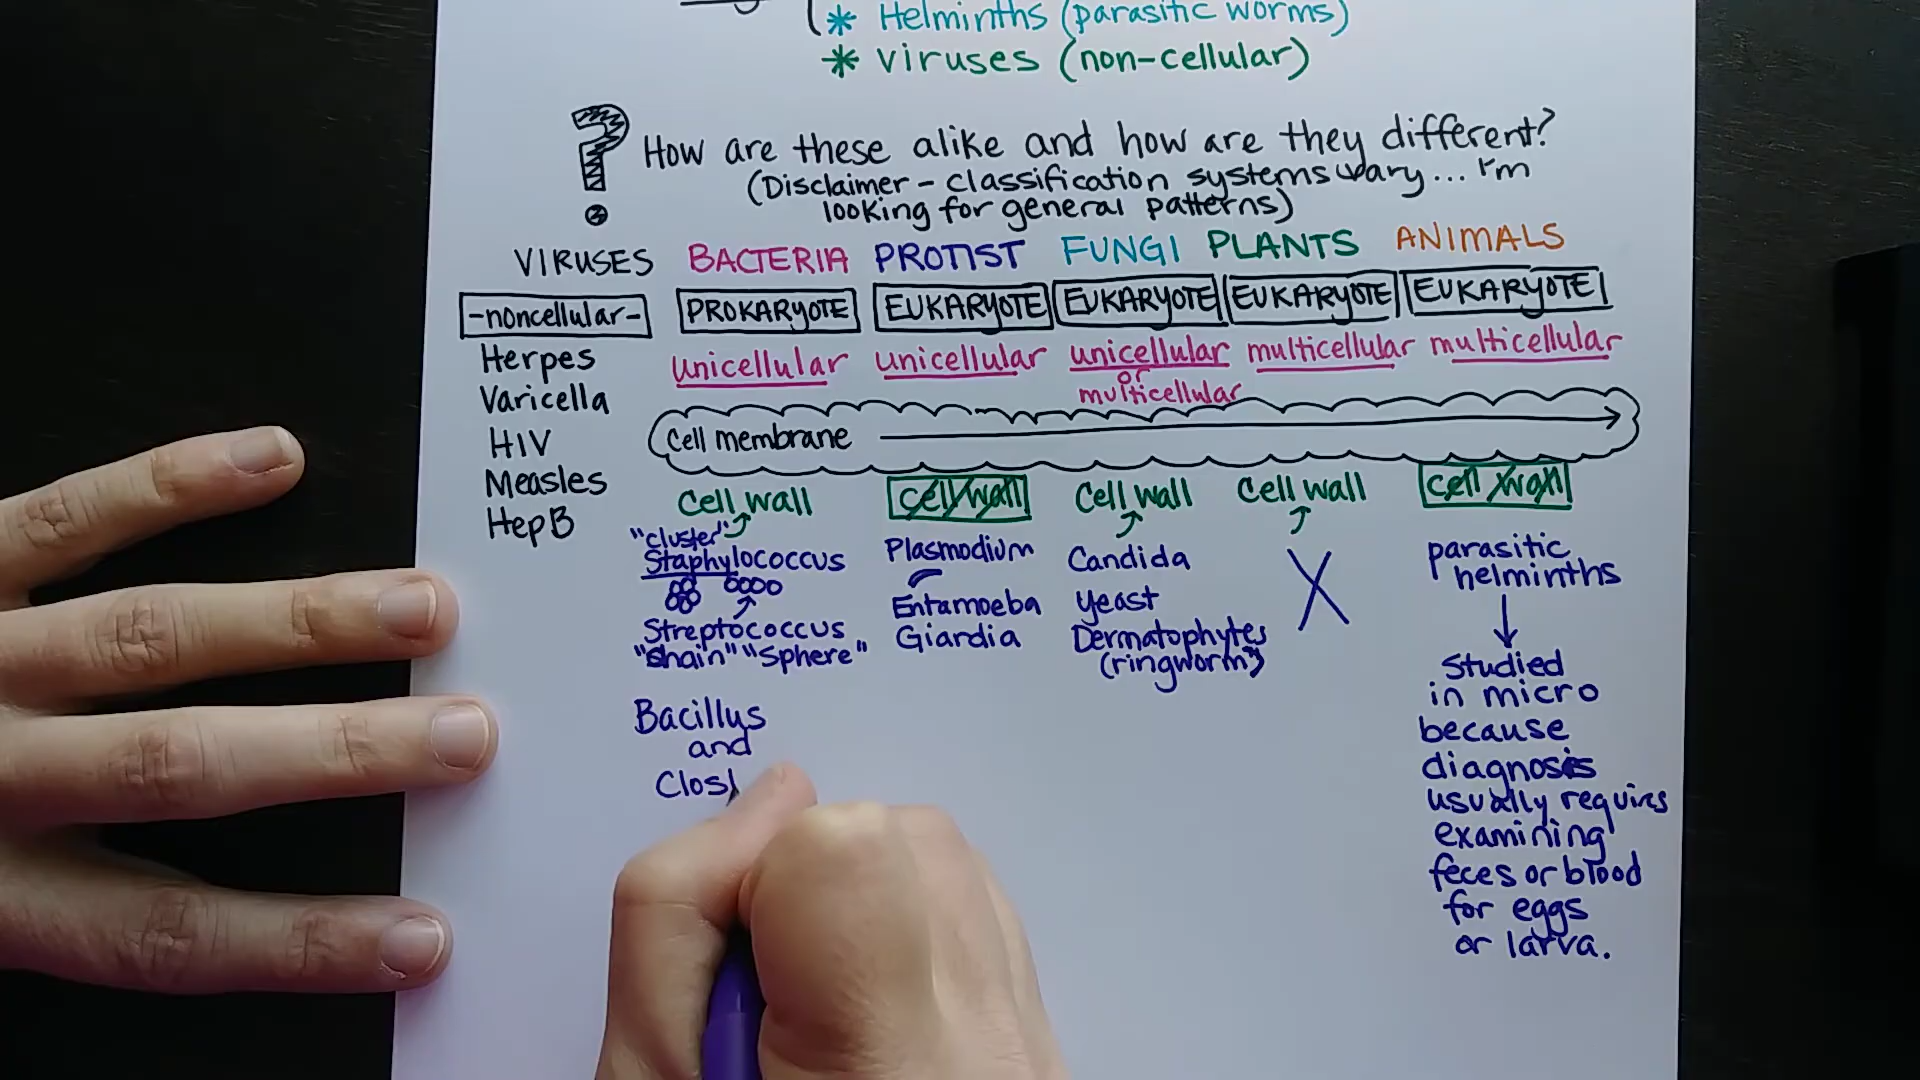 * Helminths (parasitic worms)
* Viruses (non-cellular)
? How are these alike and how are they different?
(Disclaimer - classification systems vary... I'm
looking for general patterns)
VIRUSES
-noncellular-
Herpes
Varicella
HIV
Measles
Hep B
BACTERIA
PROKARYOTE
unicellular
PROTIST
EUKARYOTE
unicellular
FUNGI
EUKARYOTE
unicellular
or
multicellular
PLANTS
EUKARYOTE
multicellular
ANIMALS
EUKARYOTE
multicellular
Cell membrane
Cell wall
"cluster"
Staphylococcus
Streptococcus
"chain" "Sphere"
Bacillus
and
Clos
cell wall
Plasmodium
Entamoeba
Giardia
Cell wall
Candida
yeast
Dermatophytes
(ringworm)
Cell wall
X
cell wall
parasitic
helminths
studied
in micro
because
diagnosis
usually requires
examining
feces or blood
for eggs
or larva.